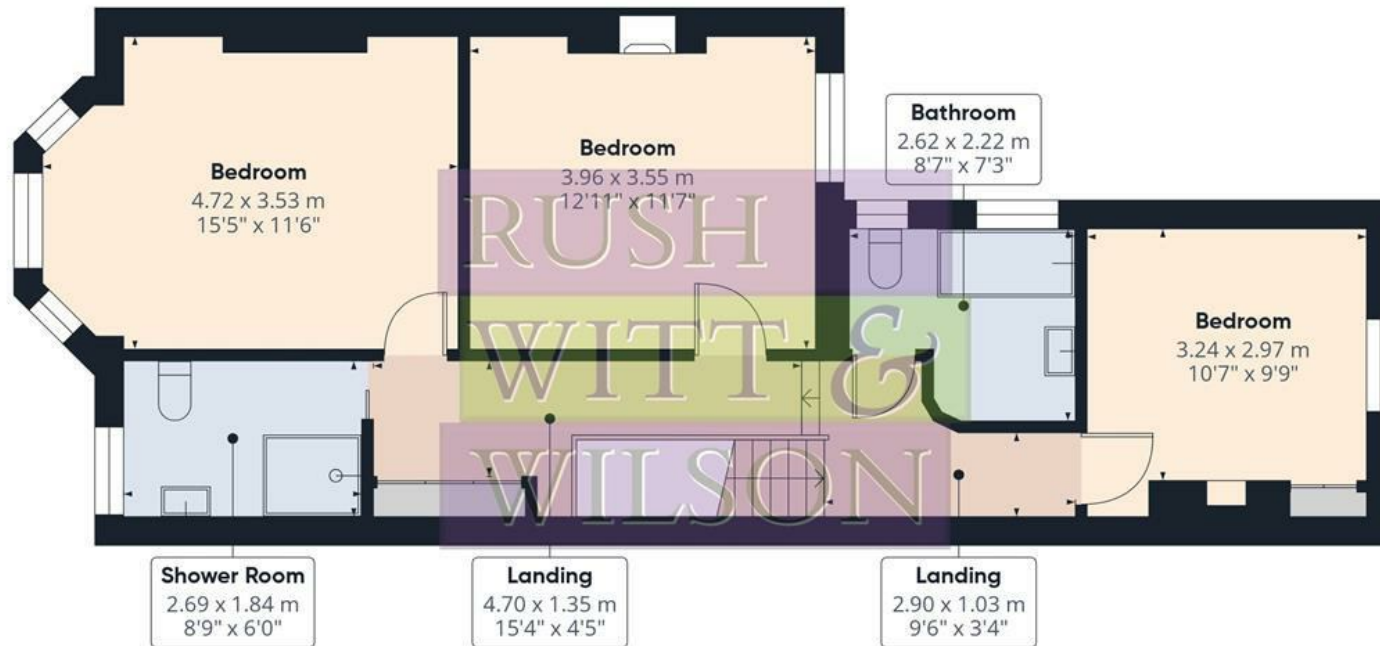 Bedroom
4.72 x 3.53 m
15'5" x 11'6"
Bedroom
3.96 x 3.55 m
12'11" x 11'7"
Bathroom
2.62 x 2.22 m
8'7" x 7'3"
Bedroom
3.24 x 2.97 m
10'7" x 9'9"
RUSH
WITT &
WILSON
Shower Room
2.69 x 1.84 m
8'9" x 6'0"
Landing
4.70 x 1.35 m
15'4" x 4'5"
Landing
2.90 x 1.03 m
9'6" x 3'4"